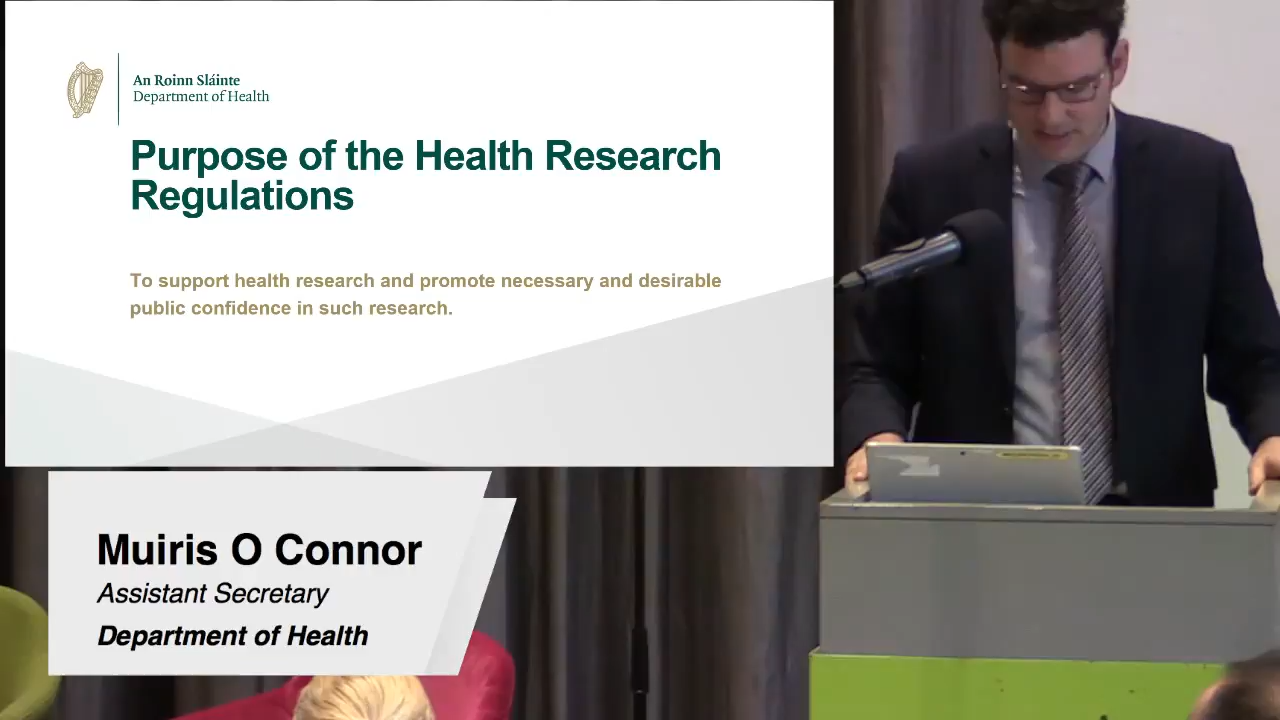 An Roinn Sláinte
Department of Health
Purpose of the Health Research
Regulations
To support health research and promote necessary and desirable
public confidence in such research.
Muiris O Connor
Assistant Secretary
Department of Health